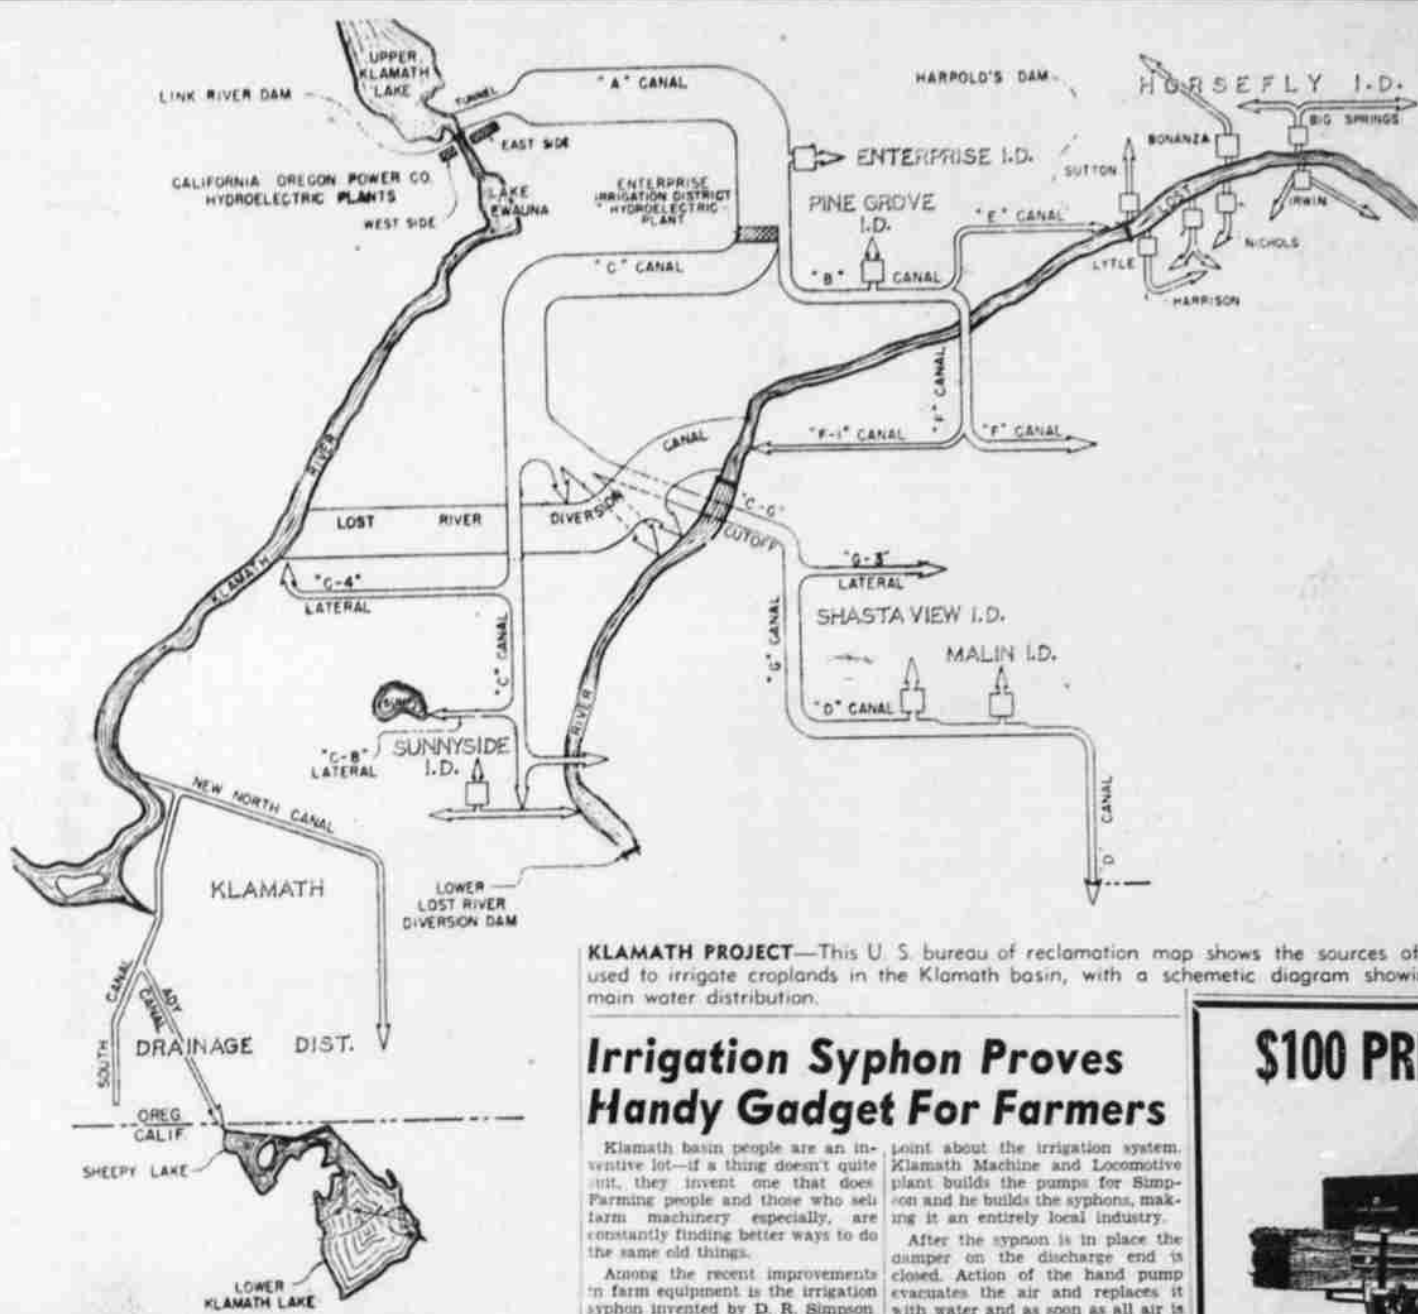 UPPER
KLAMATH
LAKE
LINK RIVER DAM
TUNNEL
"A" CANAL
HARPOLD'S DAM
HORSEFLY I.D.
BIG SPRINGS
BONANZA
EAST SIDE
CALIFORNIA OREGON POWER CO.
HYDROELECTRIC PLANTS
WEST SIDE
LAKE
EWAUNA
ENTERPRISE
IRRIGATION DISTRICT
HYDROELECTRIC
PLANT
ENTERPRISE I.D.
PINE GROVE
I.D.
SUTTON
LOST
IRWIN
NICHOLS
LYTLE
HARRISON
"E" CANAL
"C" CANAL
"B" CANAL
"F" CANAL
"F-1" CANAL
"F" CANAL
RIVER
CANAL
LOST RIVER DIVERSION
"C-G"
CUTOFF
KLAMATH
"C-4"
LATERAL
"G-3"
LATERAL
SHASTA VIEW I.D.
MALIN I.D.
"C" CANAL
"G" CANAL
"D" CANAL
RIVER
SUMP
"C-8"
LATERAL
SUNNYSIDE
I.D.
NEW NORTH CANAL
D CANAL
KLAMATH
LOWER
LOST RIVER
DIVERSION DAM
SOUTH CANAL
ADY
CANAL
DRAINAGE DIST.
OREG.
CALIF.
SHEEPY LAKE
LOWER
KLAMATH LAKE
KLAMATH PROJECT—This U. S. bureau of reclamation map shows the sources of
used to irrigate croplands in the Klamath basin, with a schemetic diagram showi
main water distribution.
Irrigation Syphon Proves
Handy Gadget For Farmers
Klamath basin people are an in-
ventive lot—if a thing doesn't quite
suit, they invent one that does
Farming people and those who sell
farm machinery especially, are
constantly finding better ways to do
the same old things.
Among the recent improvements
in farm equipment is the irrigation
syphon invented by D. R. Simpson
point about the irrigation system.
Klamath Machine and Locomotive
plant builds the pumps for Simp-
son and he builds the syphons, mak-
ing it an entirely local industry.
After the syphon is in place the
damper on the discharge end is
closed. Action of the hand pump
evacuates the air and replaces it
with water and as soon as all air is
$100 PR